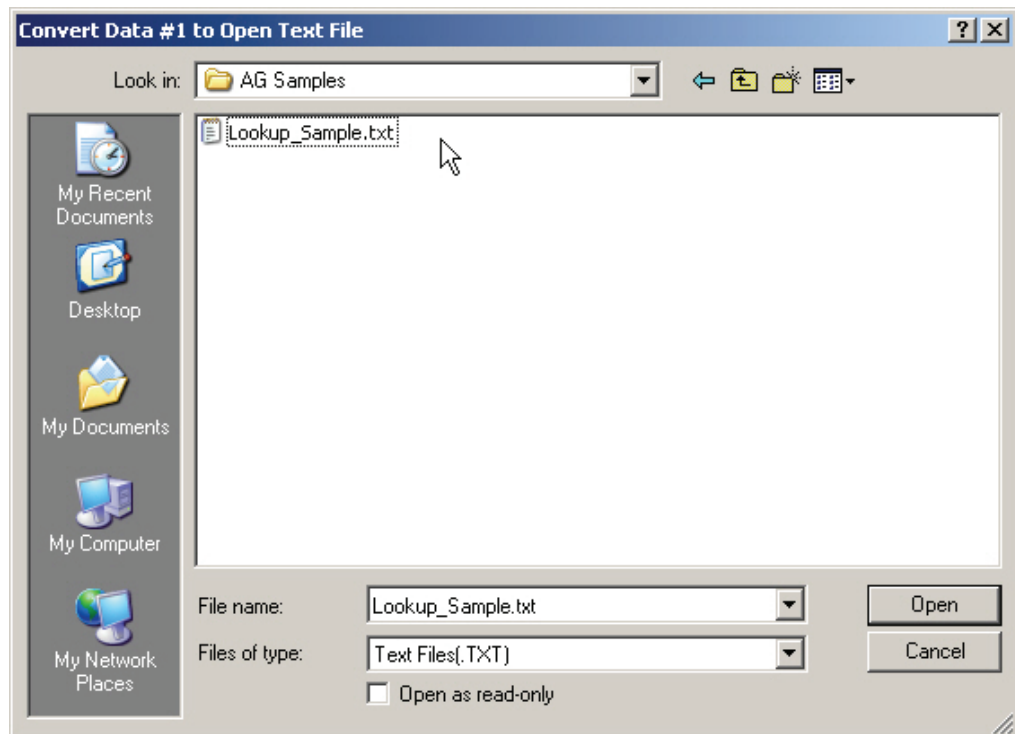 Convert Data #1 to Open Text File
Look in:
AG Samples
Lookup_Sample.txt
My Recent
Documents
Desktop
My Documents
My Computer
My Network
Places
File name:
Lookup_Sample.txt
Open
Files of type:
Text Files(.TXT)
Cancel
Open as read-only